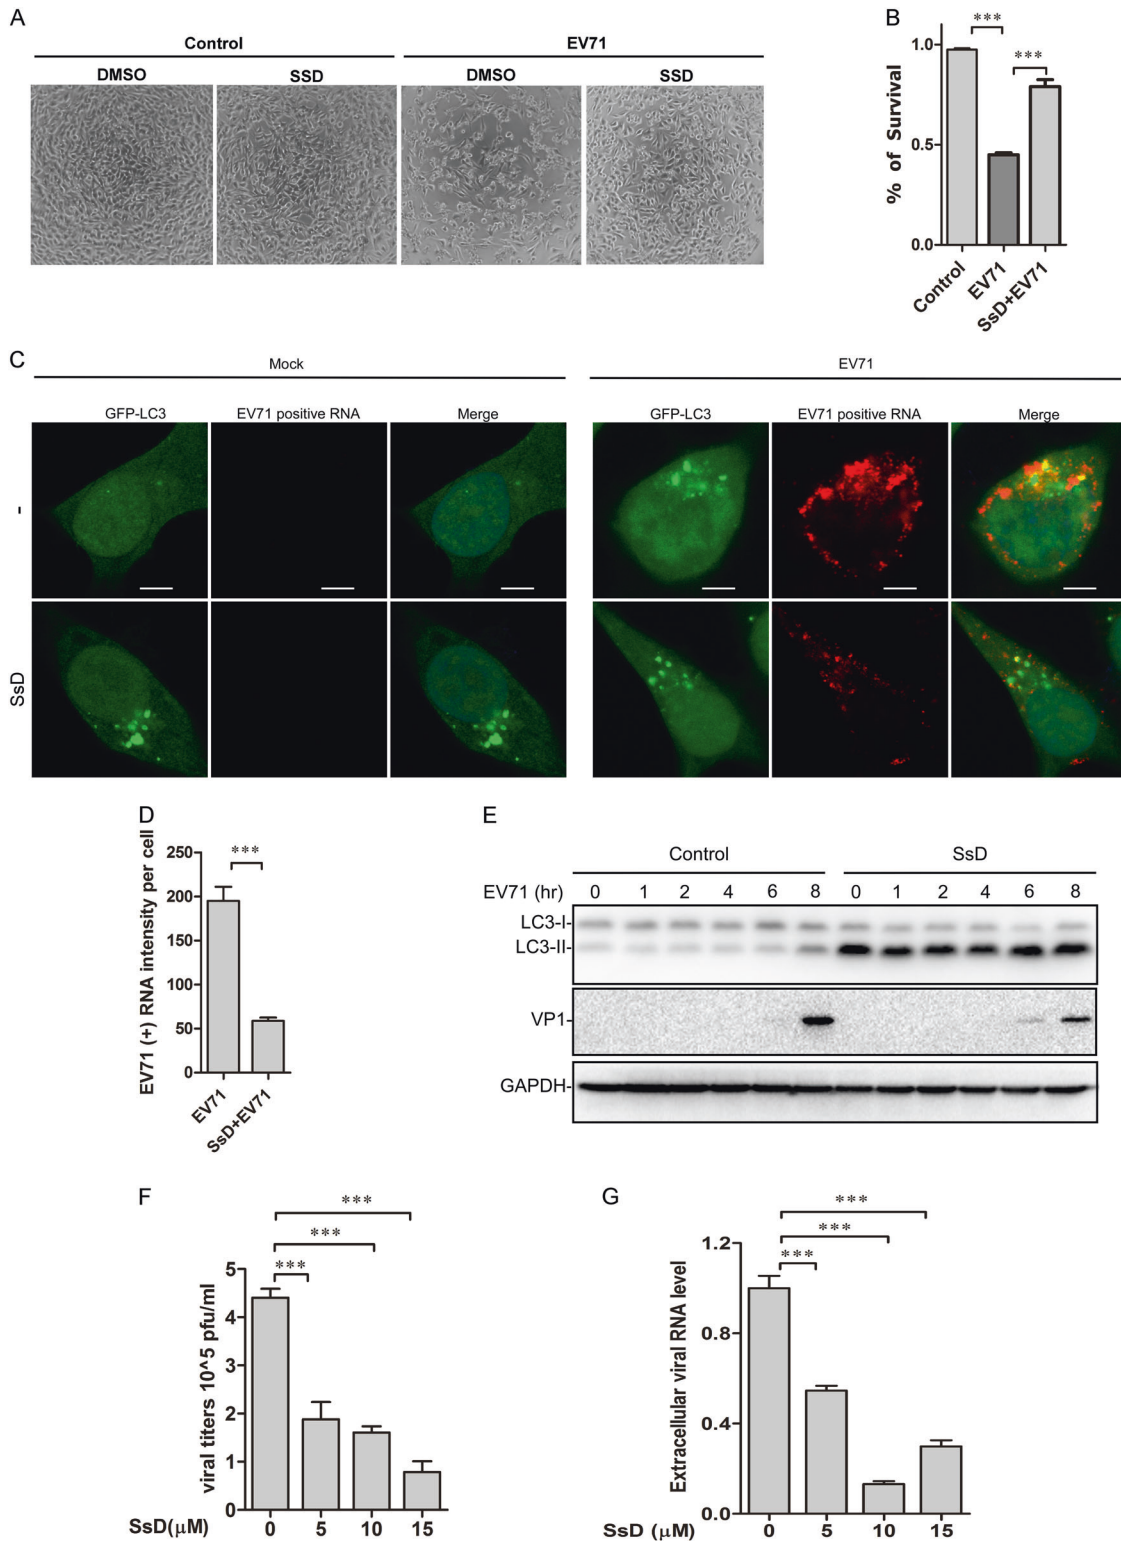 A
Control EV71
DMSO SSD DMSO SSD
B
% of Survival
1.0
0.5
0.0
***
***
Control EV71 SsD+EV71
C
Mock EV71
GFP-LC3 EV71 positive RNA Merge GFP-LC3 EV71 positive RNA Merge
-
SsD
D
EV71 (+) RNA intensity per cell
250
200
150
100
50
0
***
EV71 SsD+EV71
E
Control SsD
EV71 (hr) 0 1 2 4 6 8 0 1 2 4 6 8
LC3-I-
LC3-II-
VP1-
GAPDH-
F
viral titers 10^5 pfu/ml
5
4
3
2
1
0
***
***
***
SsD(μM) 0 5 10 15
G
Extracellular viral RNA level
1.2
0.8
0.4
0.0
***
***
***
SsD (μM) 0 5 10 15